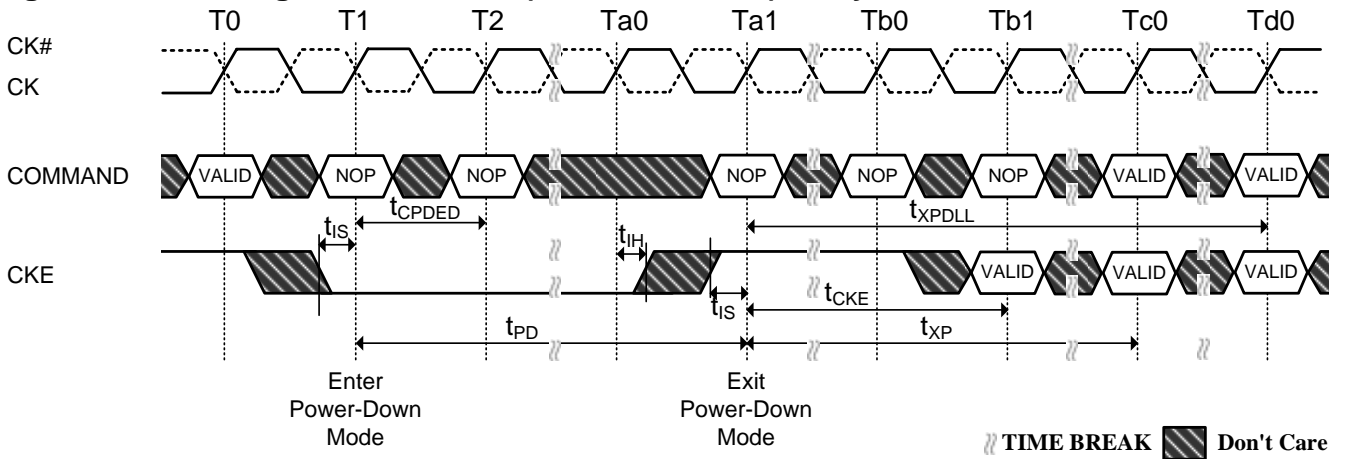 T0 T1 T2 Ta0 Ta1 Tb0 Tb1 Tc0 Td0
CK#
CK
COMMAND
VALID NOP NOP NOP NOP NOP VALID VALID
tCPDED
tXPDLL
tIS
tIH
CKE
VALID VALID VALID
tIS
tCKE
tPD
tXP
Enter
Power-Down
Mode
Exit
Power-Down
Mode
TIME BREAK
Don't Care